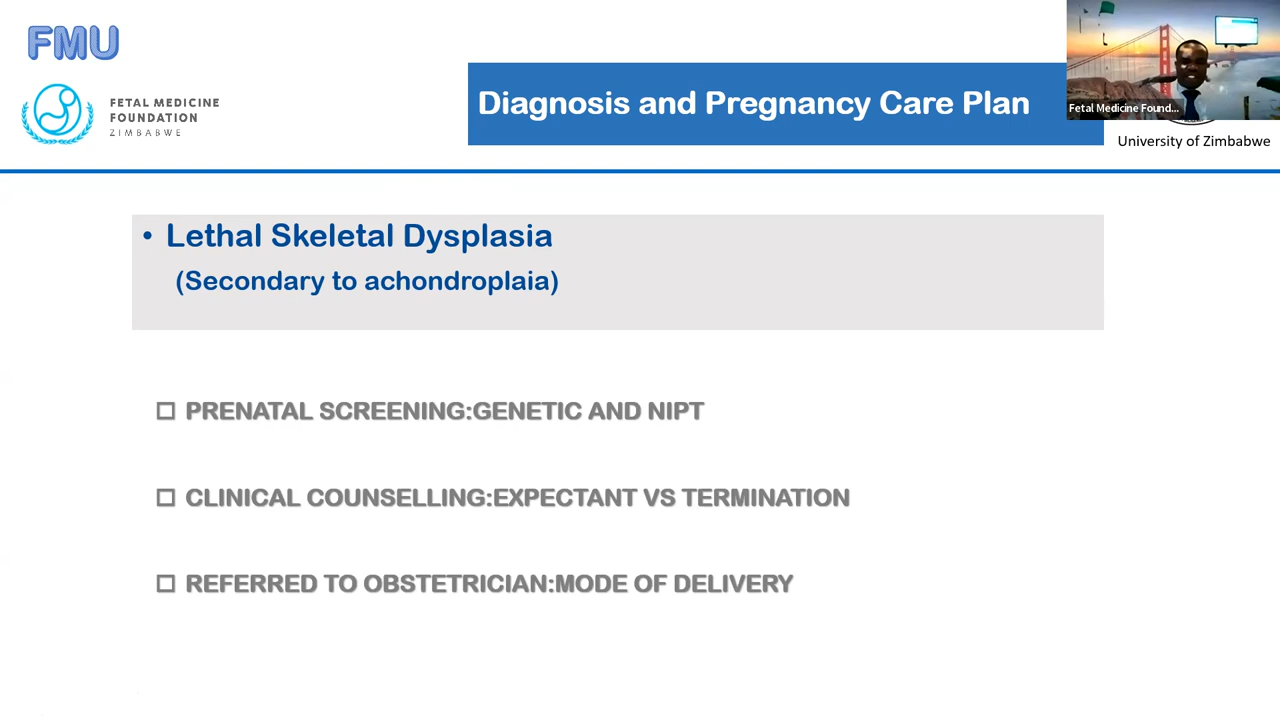 FMU
FETAL MEDICINE
FOUNDATION
ZIMBABWE
Diagnosis and Pregnancy Care Plan
Fetal Medicine Found...
University of Zimbabwe
• Lethal Skeletal Dysplasia
(Secondary to achondroplaia)
☐ PRENATAL SCREENING:GENETIC AND NIPT
☐ CLINICAL COUNSELLING:EXPECTANT VS TERMINATION
☐ REFERRED TO OBSTETRICIAN:MODE OF DELIVERY